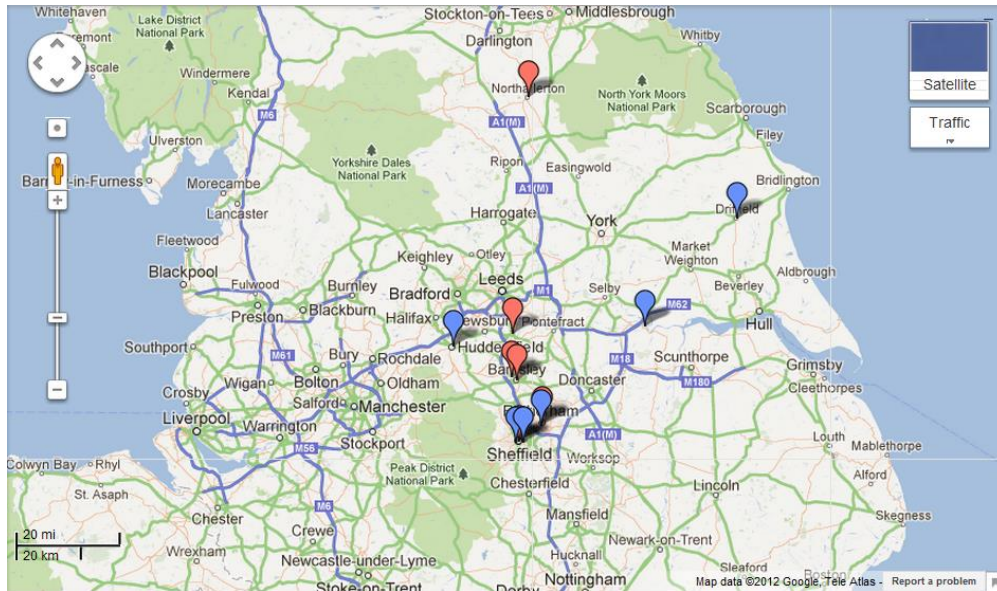 Whitehaven
Stockton-on-Tees
Middlesbrough
Lake District
National Park
Darlington
Whitby
Windermere
Kendal
Northallerton
North York Moors
National Park
Satellite
M6
A1(M)
Scarborough
Traffic
Filey
Ulverston
Yorkshire Dales
National Park
Ripon
Easingwold
Morecambe
A1(M)
Bridlington
Lancaster
Harrogate
York
Driffield
Fleetwood
Otley
Market
Weighton
Keighley
Blackpool
Fulwood
Burnley
Leeds
M1
Selby
Beverley
Aldbrough
Bradford
Preston
Blackburn
Halifax
M62
Hull
Pontefract
Southport
M61
Bury
Rochdale
M18
Scunthorpe
Grimsby
Wigan
Bolton
Oldham
Barnsley
Doncaster
M180
Cleethorpes
Crosby
Salford
Manchester
Liverpool
Warrington
A1(M)
Louth
Mablethorpe
M56
Stockport
Sheffield
Colwyn Bay
Rhyl
Peak District
National Park
Worksop
Alford
St. Asaph
Chesterfield
Lincoln
Chester
M6
Mansfield
Skegness
20 mi
20 km
Crewe
Wrexham
Newark-on-Trent
Newcastle-under-Lyme
Hucknall
Sleaford
Boston
Stoke-on-Trent
Nottingham
Derby
Map data ©2012 Google, Tele Atlas -
Report a problem